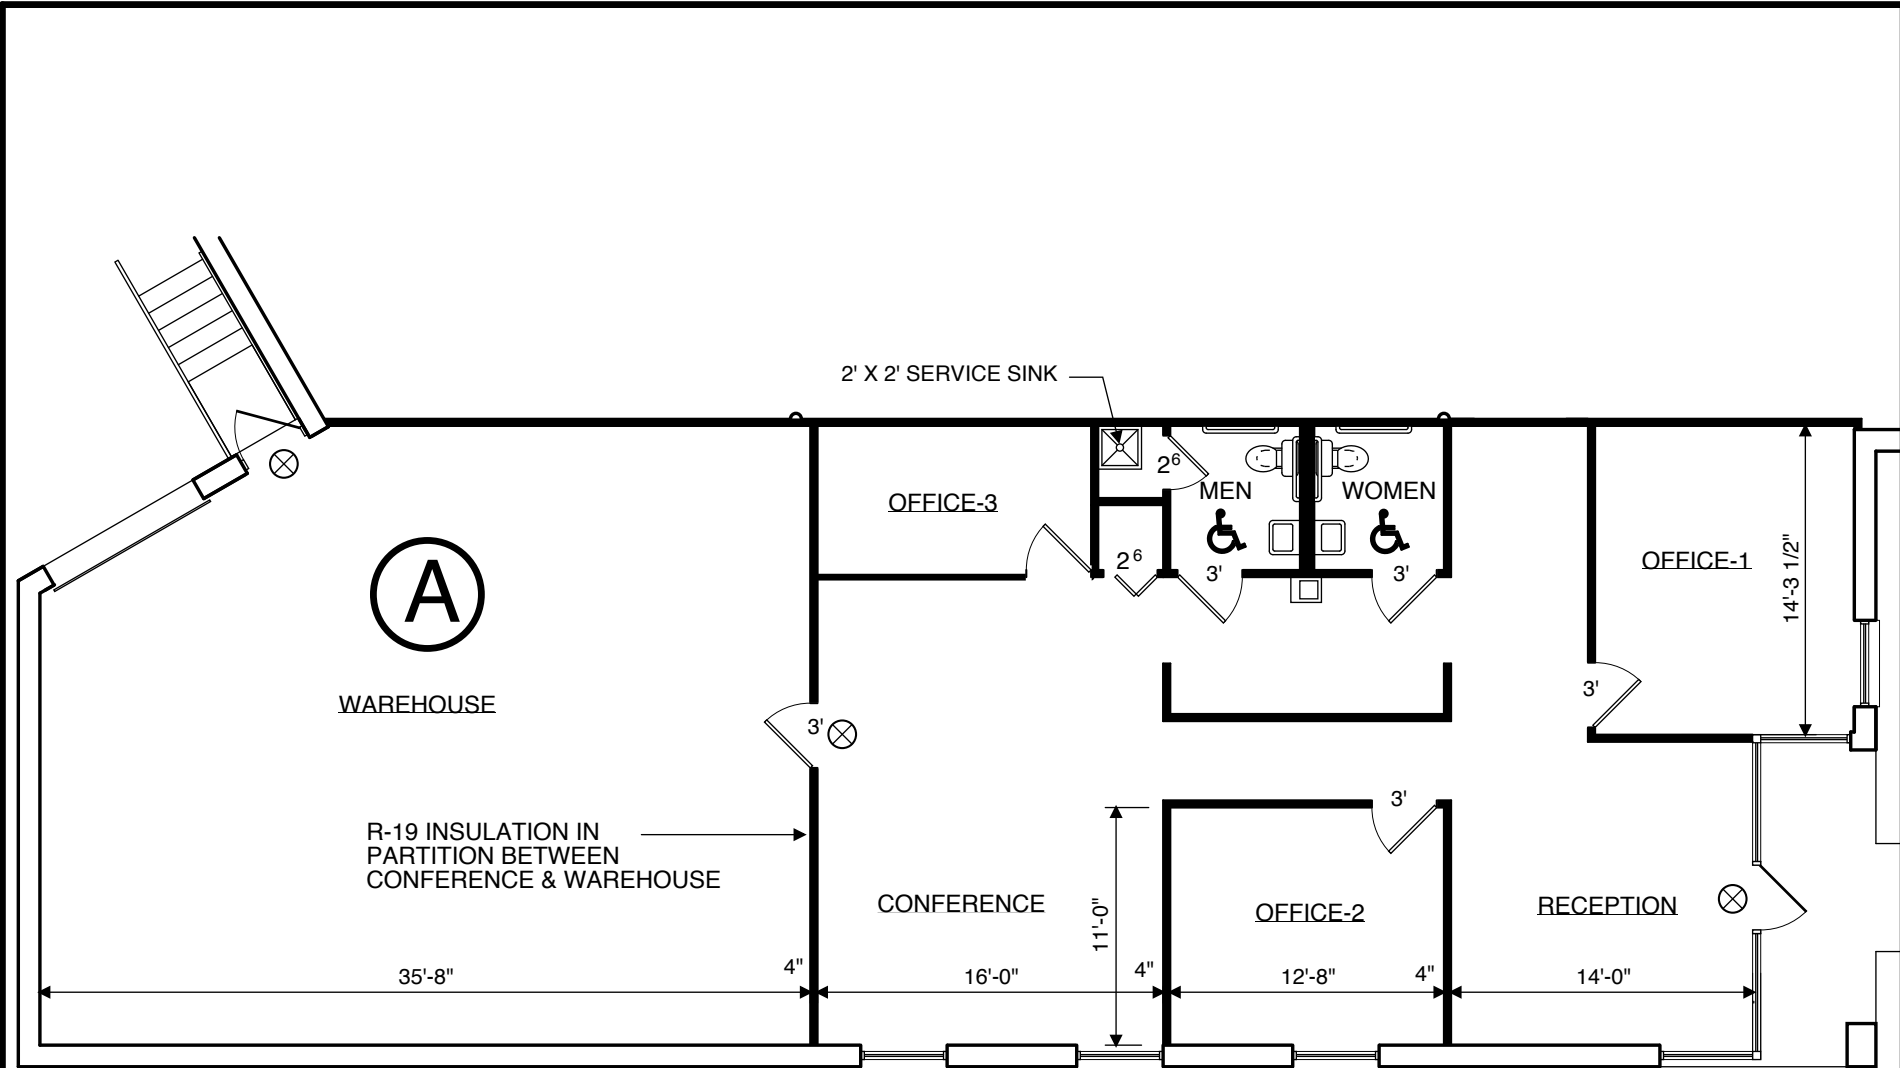 2' X 2' SERVICE SINK
2⁶
MEN
WOMEN
OFFICE-3
2⁶
3'
3'
OFFICE-1
14'-3 1/2"
A
WAREHOUSE
3'
3'
3'
R-19 INSULATION IN
PARTITION BETWEEN
CONFERENCE & WAREHOUSE
CONFERENCE
11'-0"
OFFICE-2
RECEPTION
35'-8"
4"
16'-0"
4"
12'-8"
4"
14'-0"